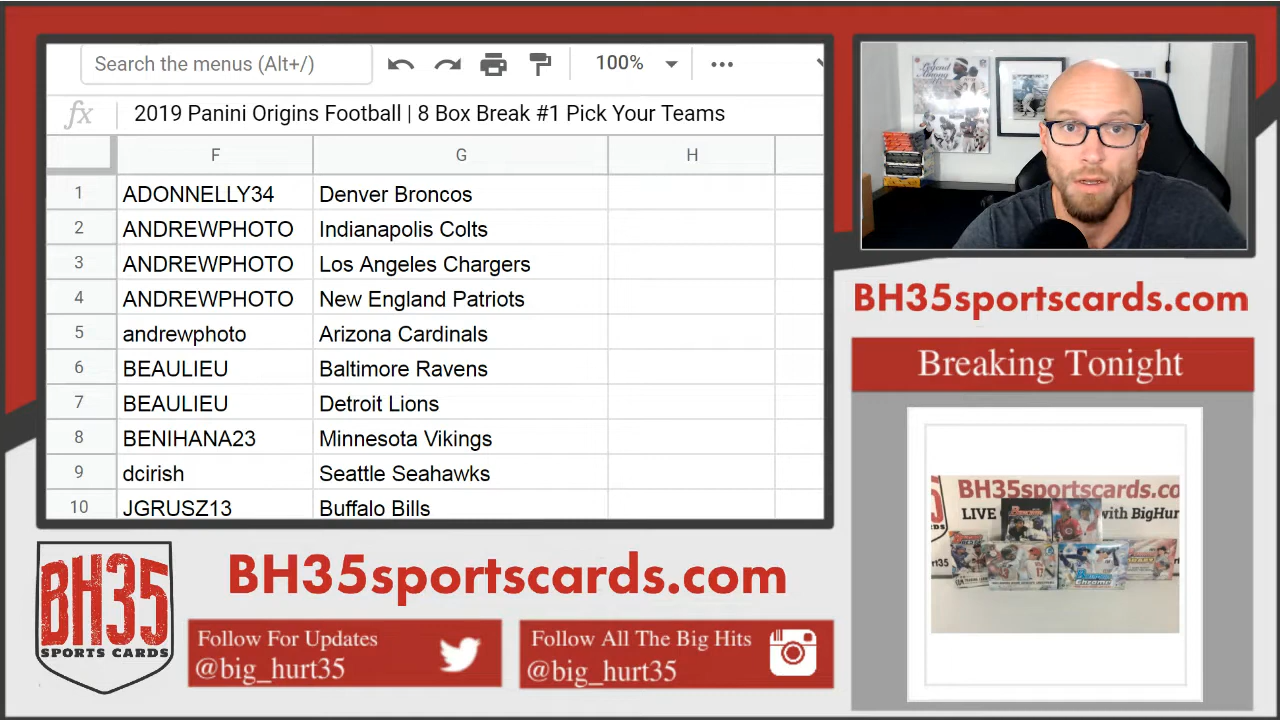 Search the menus (Alt+/)
100%
fx
2019 Panini Origins Football | 8 Box Break #1 Pick Your Teams
F G H
1 ADONNELLY34 Denver Broncos
2 ANDREWPHOTO Indianapolis Colts
3 ANDREWPHOTO Los Angeles Chargers
4 ANDREWPHOTO New England Patriots
5 andrewphoto Arizona Cardinals
6 BEAULIEU Baltimore Ravens
7 BEAULIEU Detroit Lions
8 BENIHANA23 Minnesota Vikings
9 dcirish Seattle Seahawks
10 JGRUSZ13 Buffalo Bills
Legend
Among
BH35sportscards.com
Breaking Tonight
BH35sportscards.co
LIVE
with BigHur
Bowman
Chrome
BH35
SPORTS CARDS
BH35sportscards.com
Follow For Updates
@big_hurt35
Follow All The Big Hits
@big_hurt35